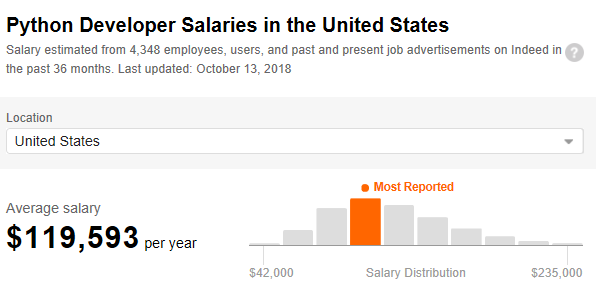 Python Developer Salaries in the United States
Salary estimated from 4,348 employees, users, and past and present job advertisements on Indeed in
the past 36 months. Last updated: October 13, 2018
?
Location
United States
Most Reported
Average salary
$119,593 per year
$42,000 Salary Distribution $235,000